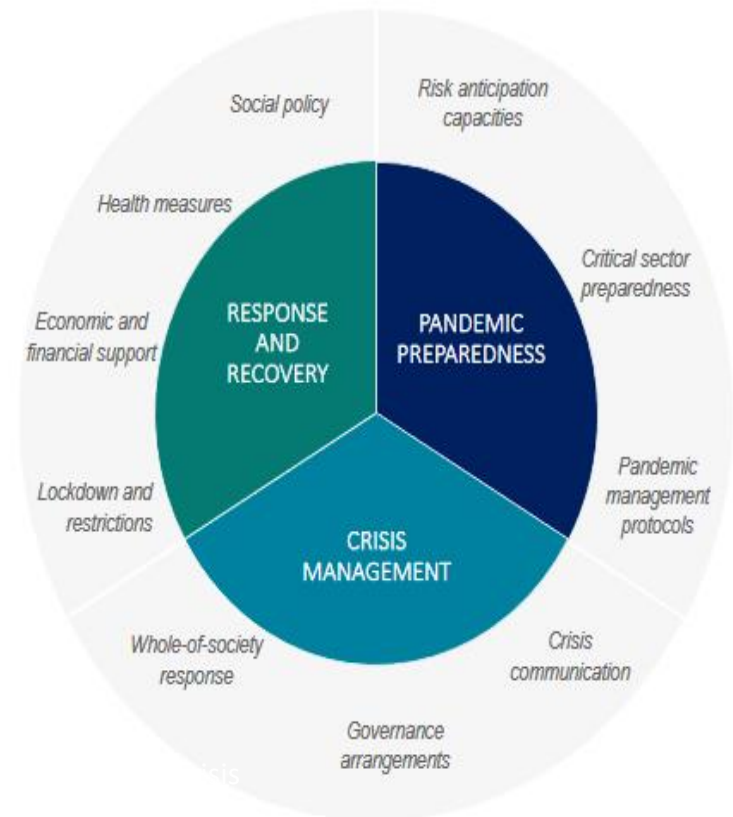 Social policy
Risk anticipation
capacities
Health measures
Critical sector
preparedness
Economic and
financial support
RESPONSE
AND
RECOVERY
PANDEMIC
PREPAREDNESS
Lockdown and
restrictions
Pandemic
management
protocols
CRISIS
MANAGEMENT
Whole-of-society
response
Crisis
communication
Governance
arrangements